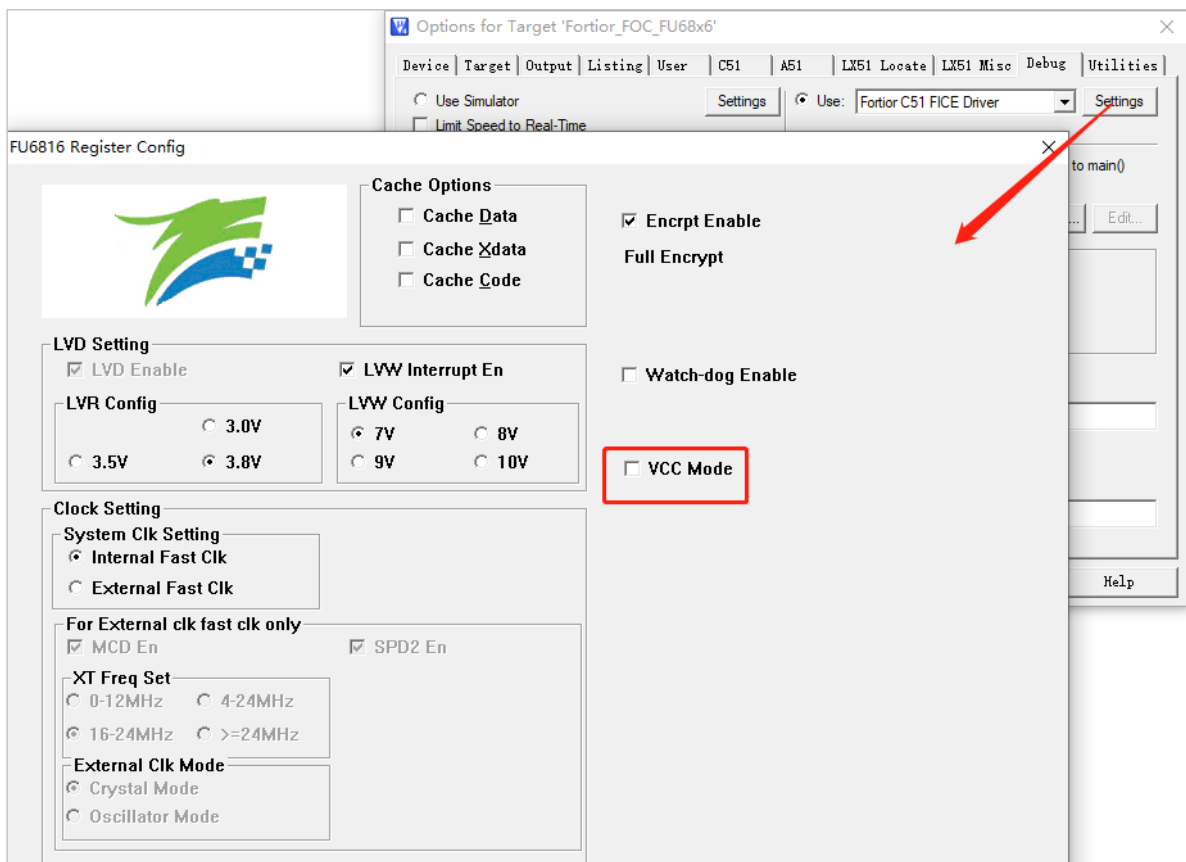 Options for Target 'Fortior_FOC_FU68x6'
Device Target Output Listing User C51 A51 LX51 Locate LX51 Misc Debug Utilities
Use Simulator Settings Use: Fortior C51 FICE Driver Settings
Limit Speed to Real-Time
to main()
... Edit...
Help
FU6816 Register Config
Cache Options
Cache Data
Cache Xdata
Cache Code
Encrpt Enable
Full Encrypt
LVD Setting
LVD Enable LVW Interrupt En
LVR Config
3.0V
3.5V 3.8V
LVW Config
7V 8V
9V 10V
Watch-dog Enable
VCC Mode
Clock Setting
System Clk Setting
Internal Fast Clk
External Fast Clk
For External clk fast clk only
MCD En SPD2 En
XT Freq Set
0-12MHz 4-24MHz
16-24MHz >=24MHz
External Clk Mode
Crystal Mode
Oscillator Mode